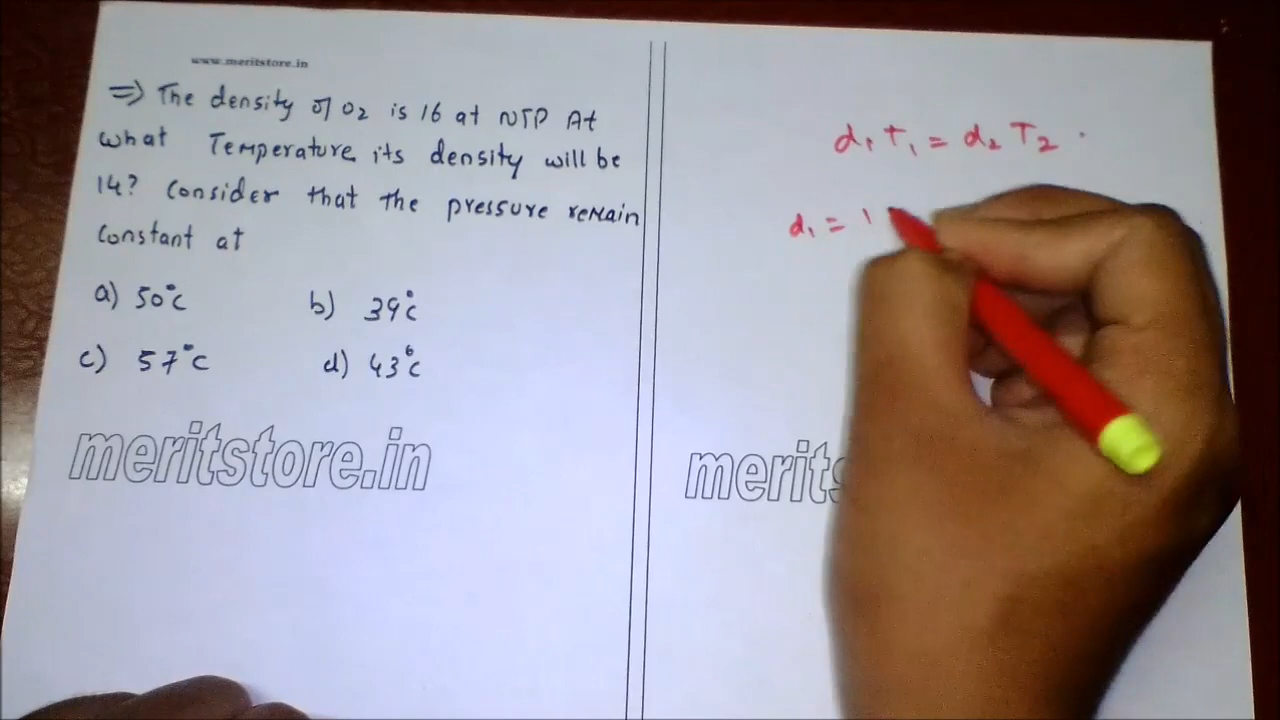 www.meritstore.in
⇒ The density of O2 is 16 at NTP At
what Temperature its density will be
14? Consider that the pressure remain
constant at
a) 50°c b) 39°c
c) 57°c d) 43°c
meritstore.in
d1 T1 = d2 T2
d1 = 1
merits